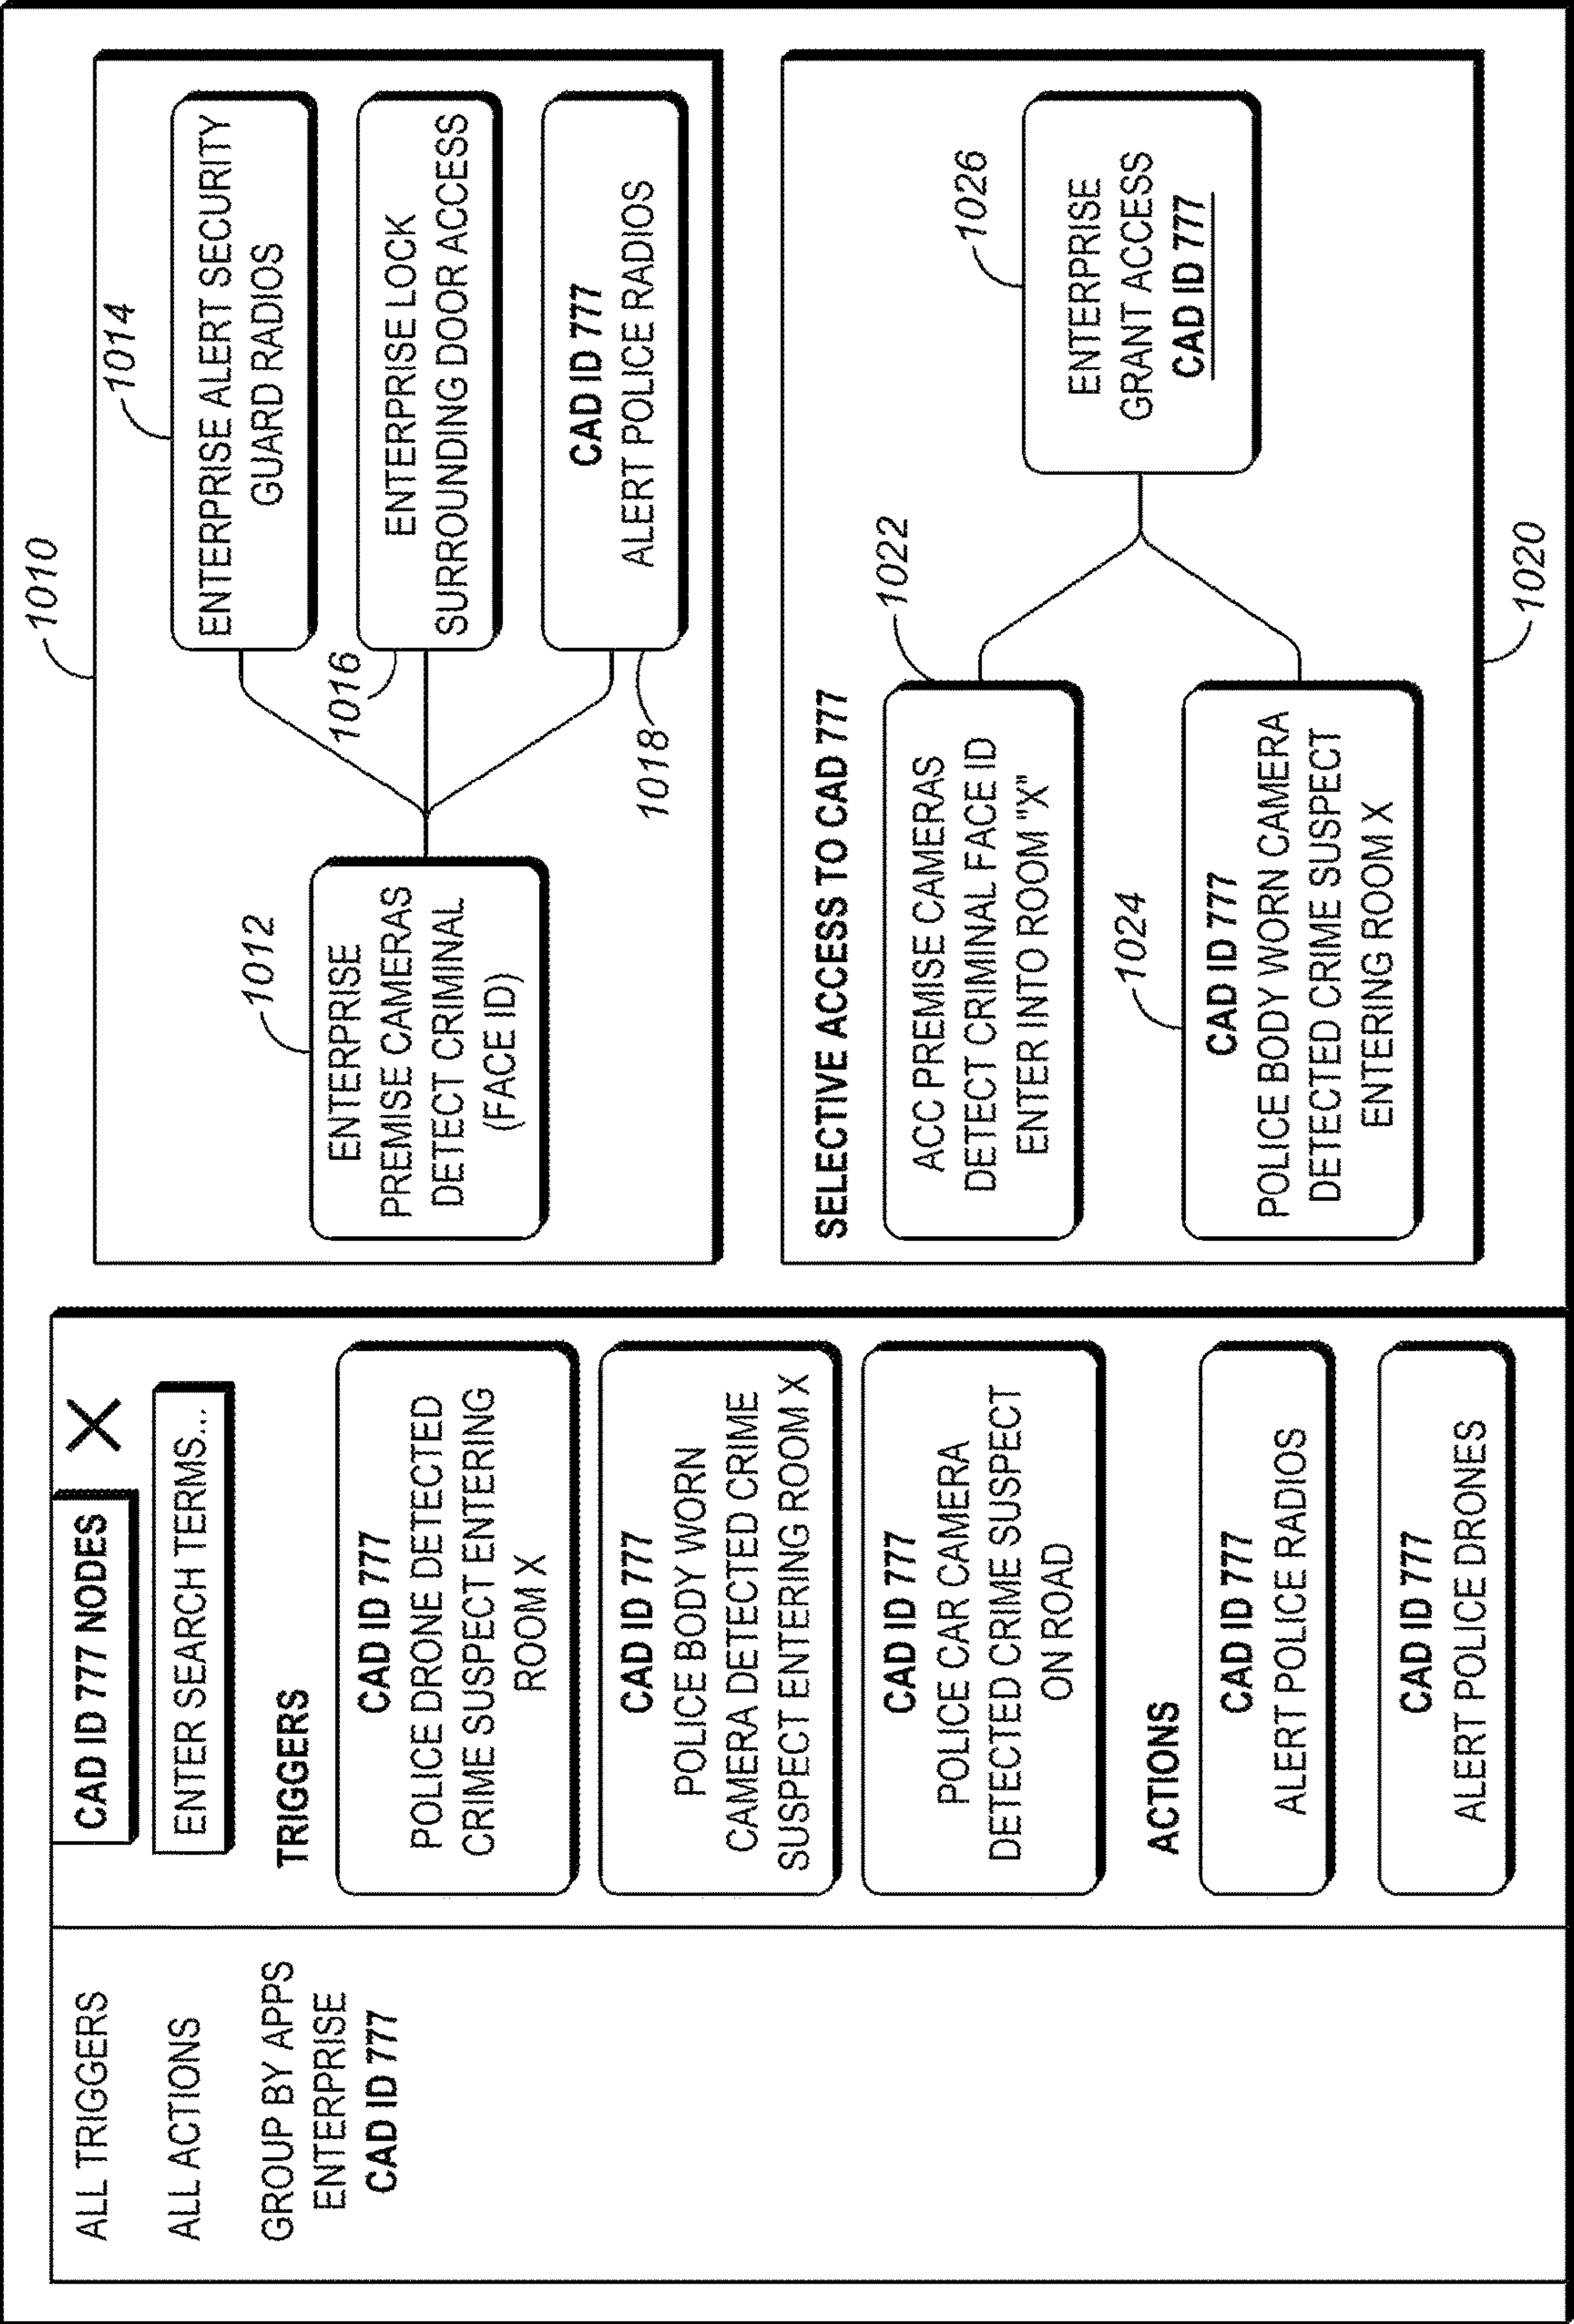 ALL TRIGGERS
ALL ACTIONS
GROUP BY APPS
ENTERPRISE
CAD ID 777
CAD ID 777 NODES
X
ENTER SEARCH TERMS...
TRIGGERS
CAD ID 777
POLICE DRONE DETECTED
CRIME SUSPECT ENTERING
ROOM X
CAD ID 777
POLICE BODY WORN
CAMERA DETECTED CRIME
SUSPECT ENTERING ROOM X
CAD ID 777
POLICE CAR CAMERA
DETECTED CRIME SUSPECT
ON ROAD
ACTIONS
CAD ID 777
ALERT POLICE RADIOS
CAD ID 777
ALERT POLICE DRONES
1010
1012
ENTERPRISE
PREMISE CAMERAS
DETECT CRIMINAL
(FACE ID)
1014
ENTERPRISE ALERT SECURITY
GUARD RADIOS
1016
ENTERPRISE LOCK
SURROUNDING DOOR ACCESS
1018
CAD ID 777
ALERT POLICE RADIOS
SELECTIVE ACCESS TO CAD 777
1022
ACC PREMISE CAMERAS
DETECT CRIMINAL FACE ID
ENTER INTO ROOM "X"
1024
CAD ID 777
POLICE BODY WORN CAMERA
DETECTED CRIME SUSPECT
ENTERING ROOM X
1026
ENTERPRISE
GRANT ACCESS
CAD ID 777
1020